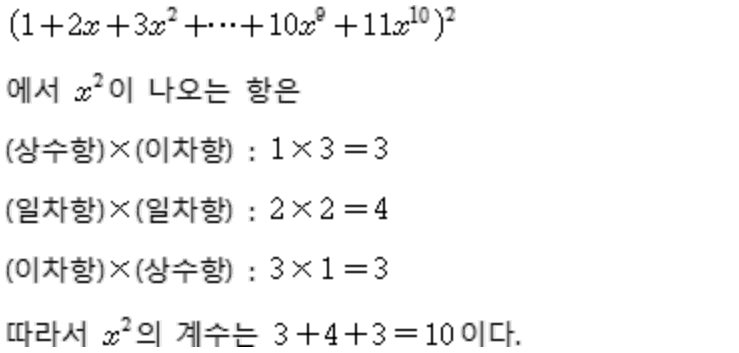 (1+2x+3x²+⋯+10x⁹+11x¹⁰)²
에서 x²이 나오는 항은
(상수항)×(이차항) : 1×3=3
(일차항)×(일차항) : 2×2=4
(이차항)×(상수항) : 3×1=3
따라서 x²의 계수는 3+4+3=10이다.